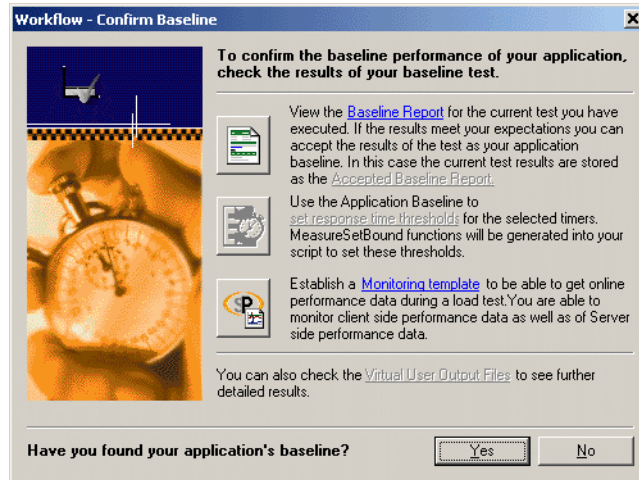 Workflow - Confirm Baseline
To confirm the baseline performance of your application,
check the results of your baseline test.
View the Baseline Report for the current test you have
executed. If the results meet your expectations you can
accept the results of the test as your application
baseline. In this case the current test results are stored
as the Accepted Baseline Report.
Use the Application Baseline to
set response time thresholds for the selected timers.
MeasureSetBound functions will be generated into your
script to set these thresholds.
Establish a Monitoring template to be able to get online
performance data during a load test.You are able to
monitor client side performance data as well as of Server
side performance data.
You can also check the Virtual User Output Files to see further
detailed results.
Have you found your application's baseline?
Yes
No